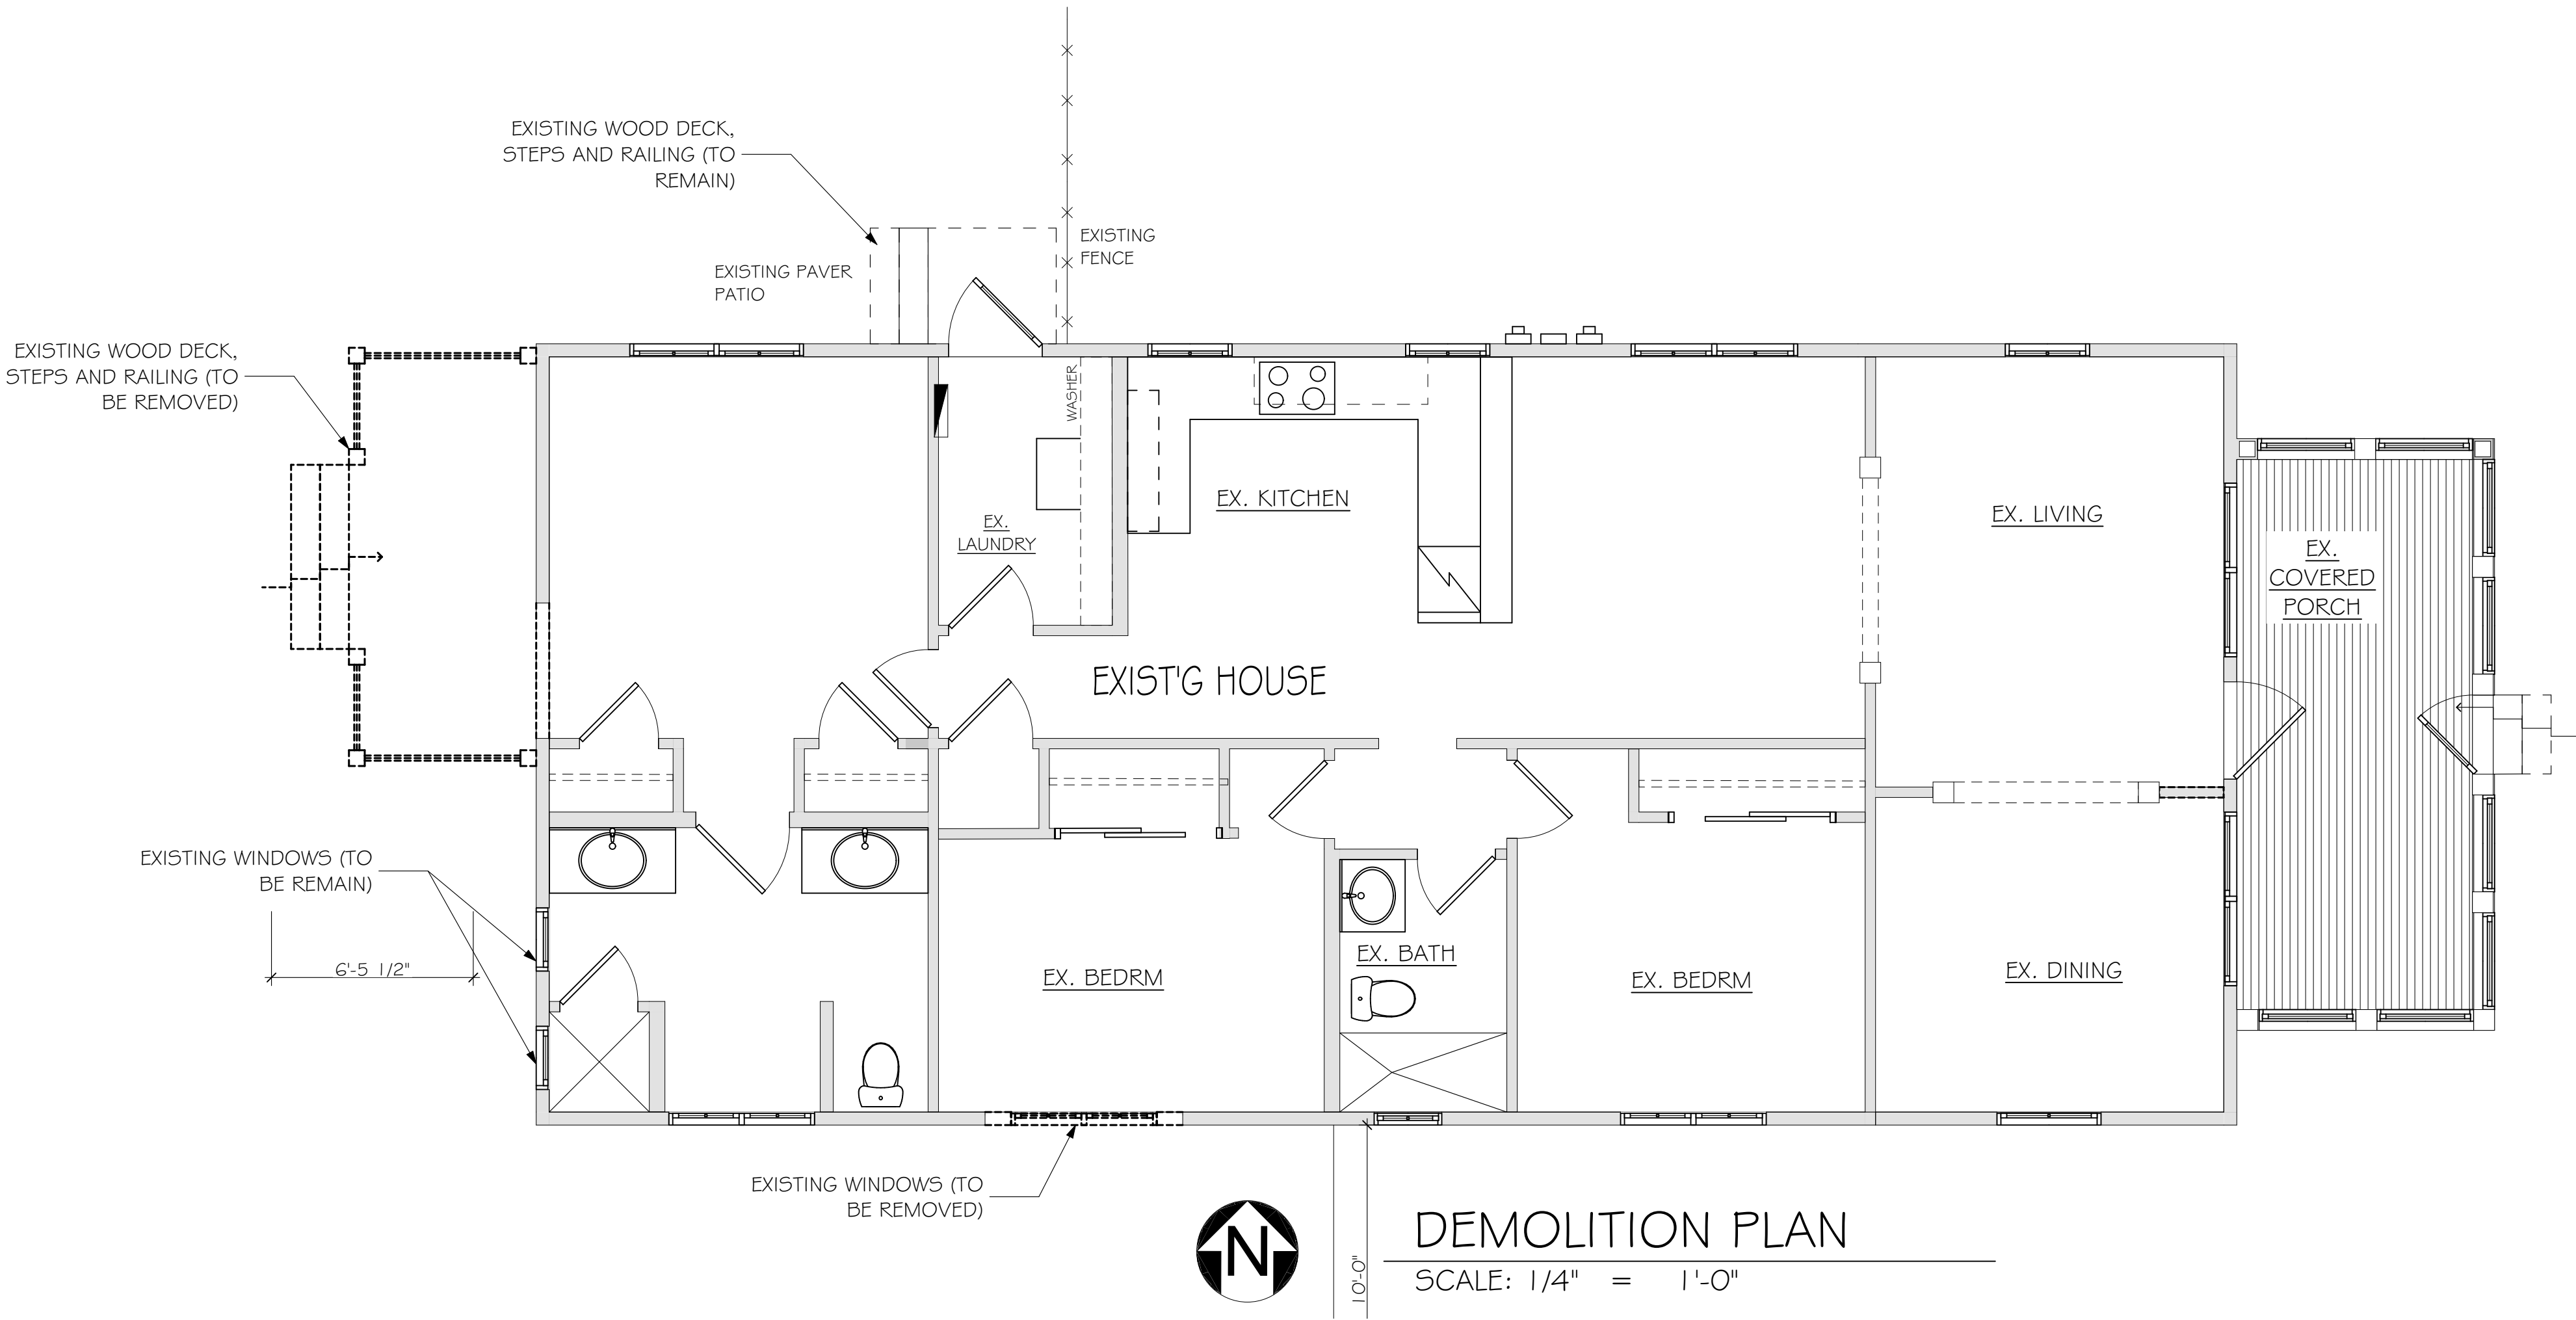 EXISTING WOOD DECK,
STEPS AND RAILING (TO
REMAIN)
EXISTING
FENCE
EXISTING PAVER
PATIO
EXISTING WOOD DECK,
STEPS AND RAILING (TO
BE REMOVED)
WASHER
EX. KITCHEN
EX.
LAUNDRY
EX. LIVING
EX.
COVERED
PORCH
EXIST'G HOUSE
EXISTING WINDOWS (TO
BE REMAIN)
6'-5 1/2"
EX. BEDRM
EX. BATH
EX. BEDRM
EX. DINING
EXISTING WINDOWS (TO
BE REMOVED)
N
10'-0"
DEMOLITION PLAN
SCALE: 1/4" = 1'-0"